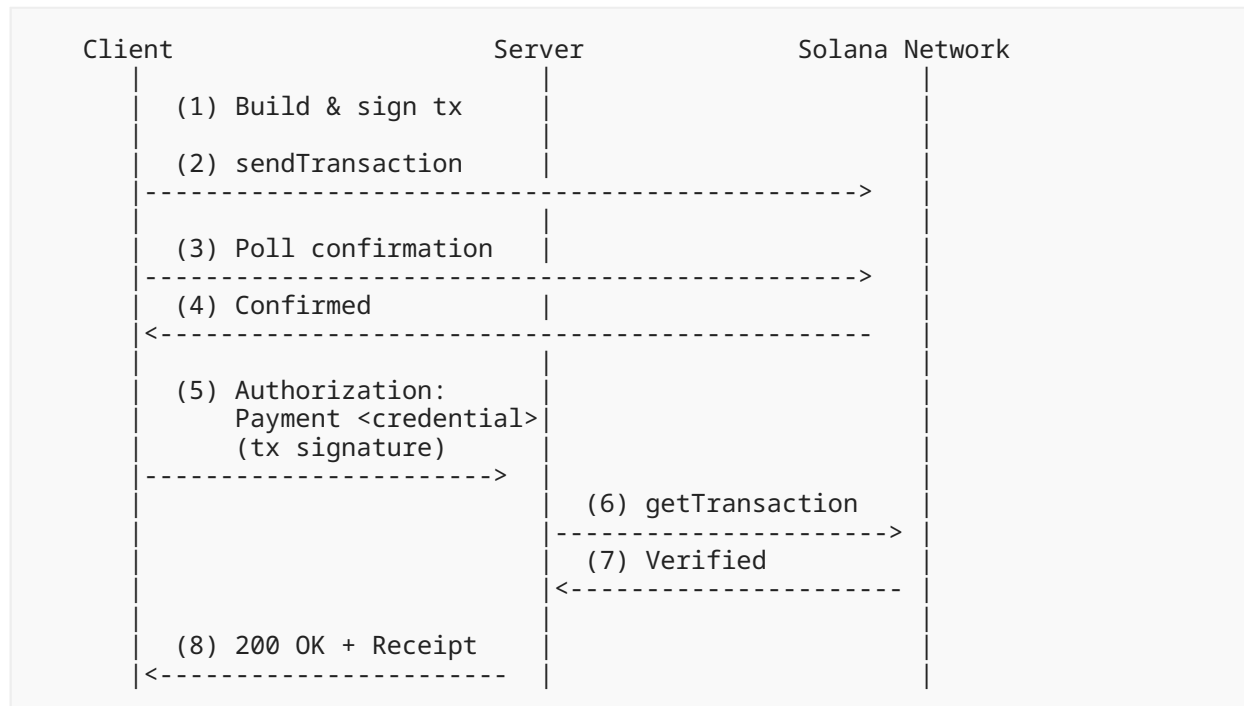 Client Server Solana Network
(1) Build & sign tx
(2) sendTransaction
(3) Poll confirmation
(4) Confirmed
(5) Authorization:
Payment <credential>
(tx signature)
(6) getTransaction
(7) Verified
(8) 200 OK + Receipt